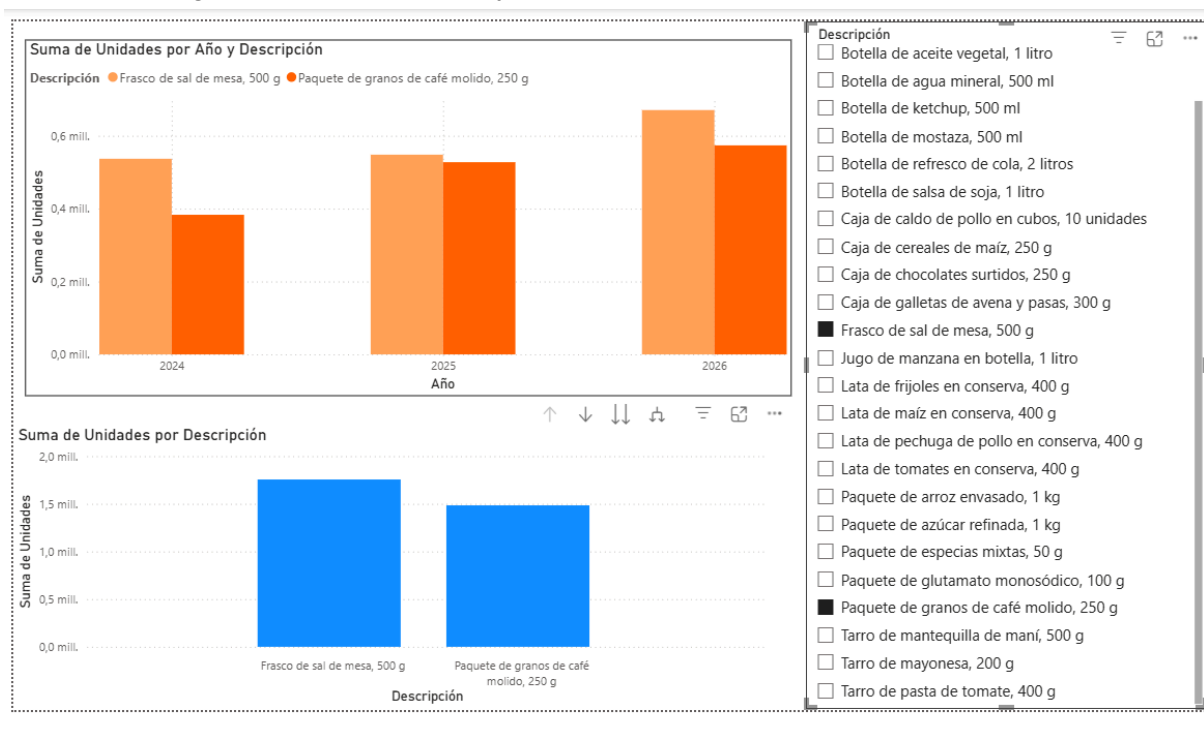 Suma de Unidades por Año y Descripción
Descripción Frasco de sal de mesa, 500 g Paquete de granos de café molido, 250 g
Suma de Unidades
0,6 mill.
0,4 mill.
0,2 mill.
0,0 mill.
2024
2025
2026
Año
Suma de Unidades por Descripción
Suma de Unidades
2,0 mill.
1,5 mill.
1,0 mill.
0,5 mill.
0,0 mill.
Frasco de sal de mesa, 500 g
Paquete de granos de café
molido, 250 g
Descripción
Descripción
Botella de aceite vegetal, 1 litro
Botella de agua mineral, 500 ml
Botella de ketchup, 500 ml
Botella de mostaza, 500 ml
Botella de refresco de cola, 2 litros
Botella de salsa de soja, 1 litro
Caja de caldo de pollo en cubos, 10 unidades
Caja de cereales de maíz, 250 g
Caja de chocolates surtidos, 250 g
Caja de galletas de avena y pasas, 300 g
Frasco de sal de mesa, 500 g
Jugo de manzana en botella, 1 litro
Lata de frijoles en conserva, 400 g
Lata de maíz en conserva, 400 g
Lata de pechuga de pollo en conserva, 400 g
Lata de tomates en conserva, 400 g
Paquete de arroz envasado, 1 kg
Paquete de azúcar refinada, 1 kg
Paquete de especias mixtas, 50 g
Paquete de glutamato monosódico, 100 g
Paquete de granos de café molido, 250 g
Tarro de mantequilla de maní, 500 g
Tarro de mayonesa, 200 g
Tarro de pasta de tomate, 400 g